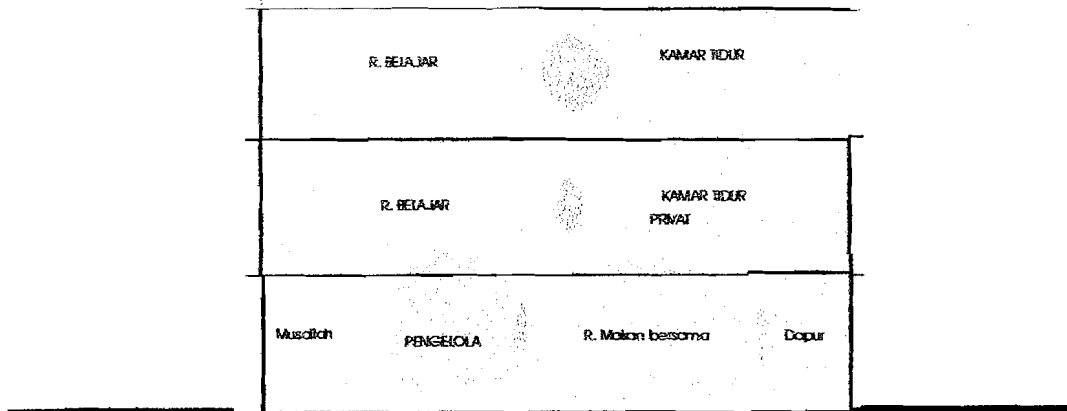 R. BELAJAR KAMAR TIDUR
R. BELAJAR KAMAR TIDUR
PRIVAT
Musollah PENGELOLA R. Makan bersama Dapur